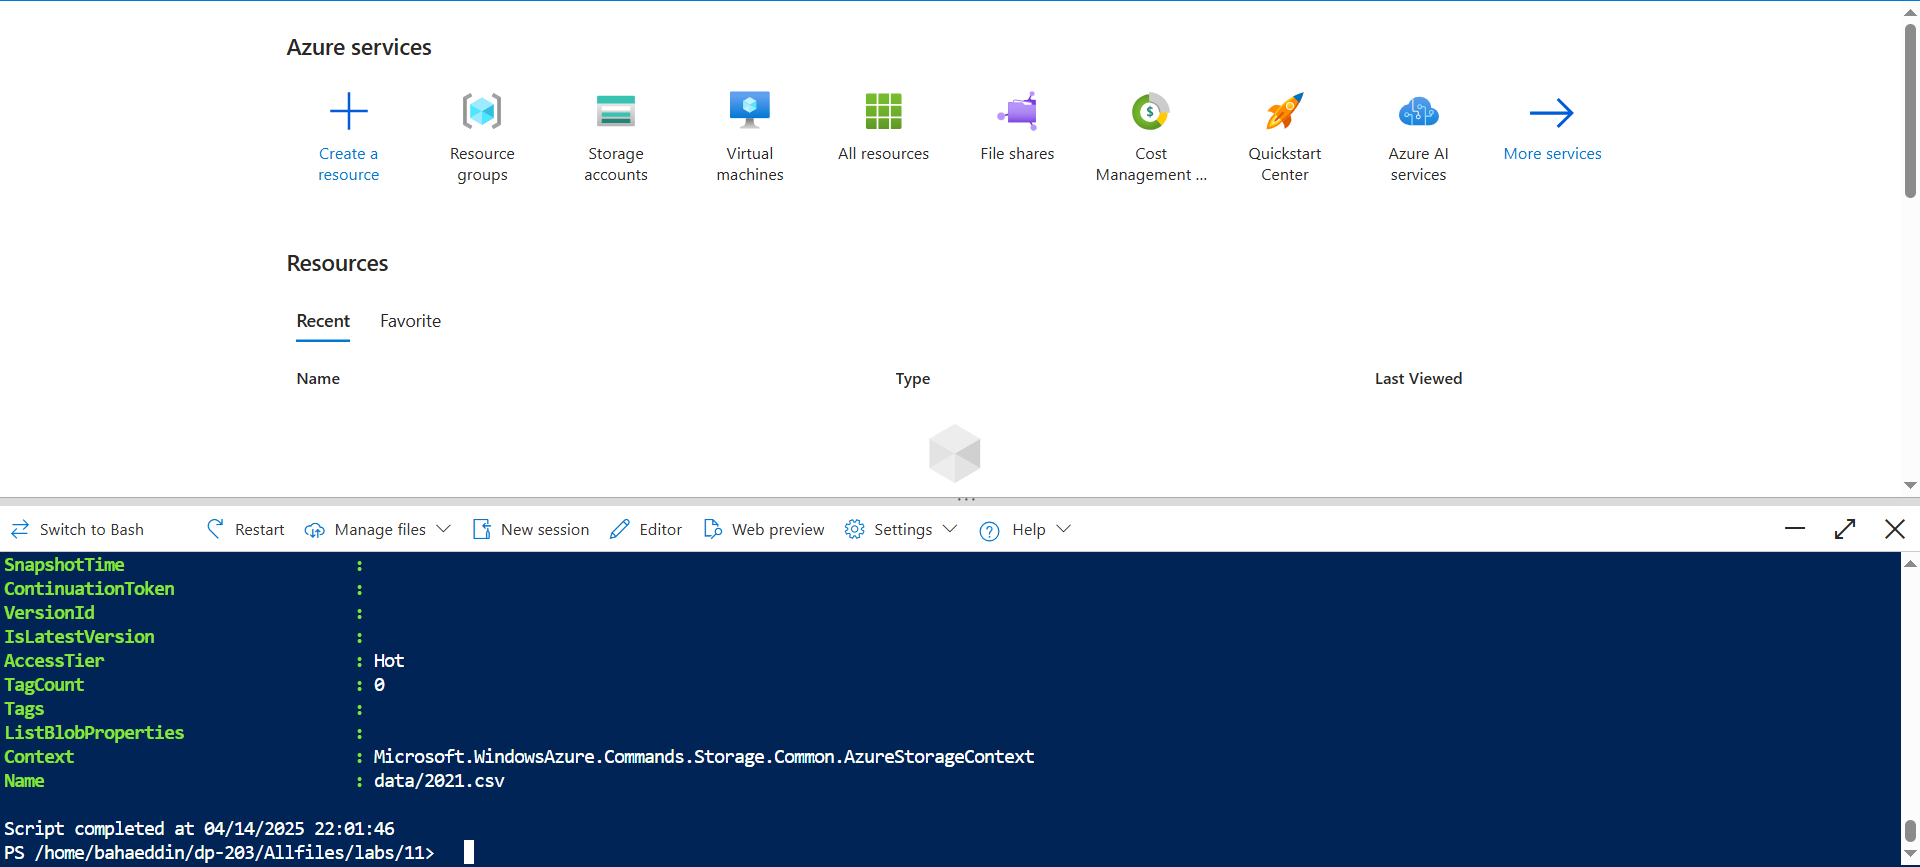 Azure services
Create a resource
Resource groups
Storage accounts
Virtual machines
All resources
File shares
Cost Management ...
Quickstart Center
Azure AI services
More services
Resources
Recent Favorite
Name Type Last Viewed
Switch to Bash Restart Manage files New session Editor Web preview Settings Help
SnapshotTime :
ContinuationToken :
VersionId :
IsLatestVersion :
AccessTier : Hot
TagCount : 0
Tags :
ListBlobProperties :
Context : Microsoft.WindowsAzure.Commands.Storage.Common.AzureStorageContext
Name : data/2021.csv
Script completed at 04/14/2025 22:01:46
PS /home/bahaeddin/dp-203/Allfiles/labs/11>